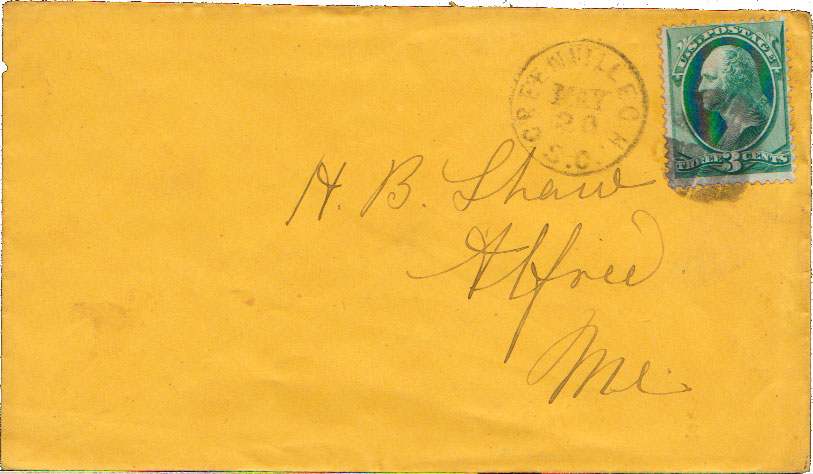 GREENVILLE C.H.
MAY
20
S.C.
U.S. POSTAGE
THREE 3 CENTS
H. B. Shaw
Alfred
Me.